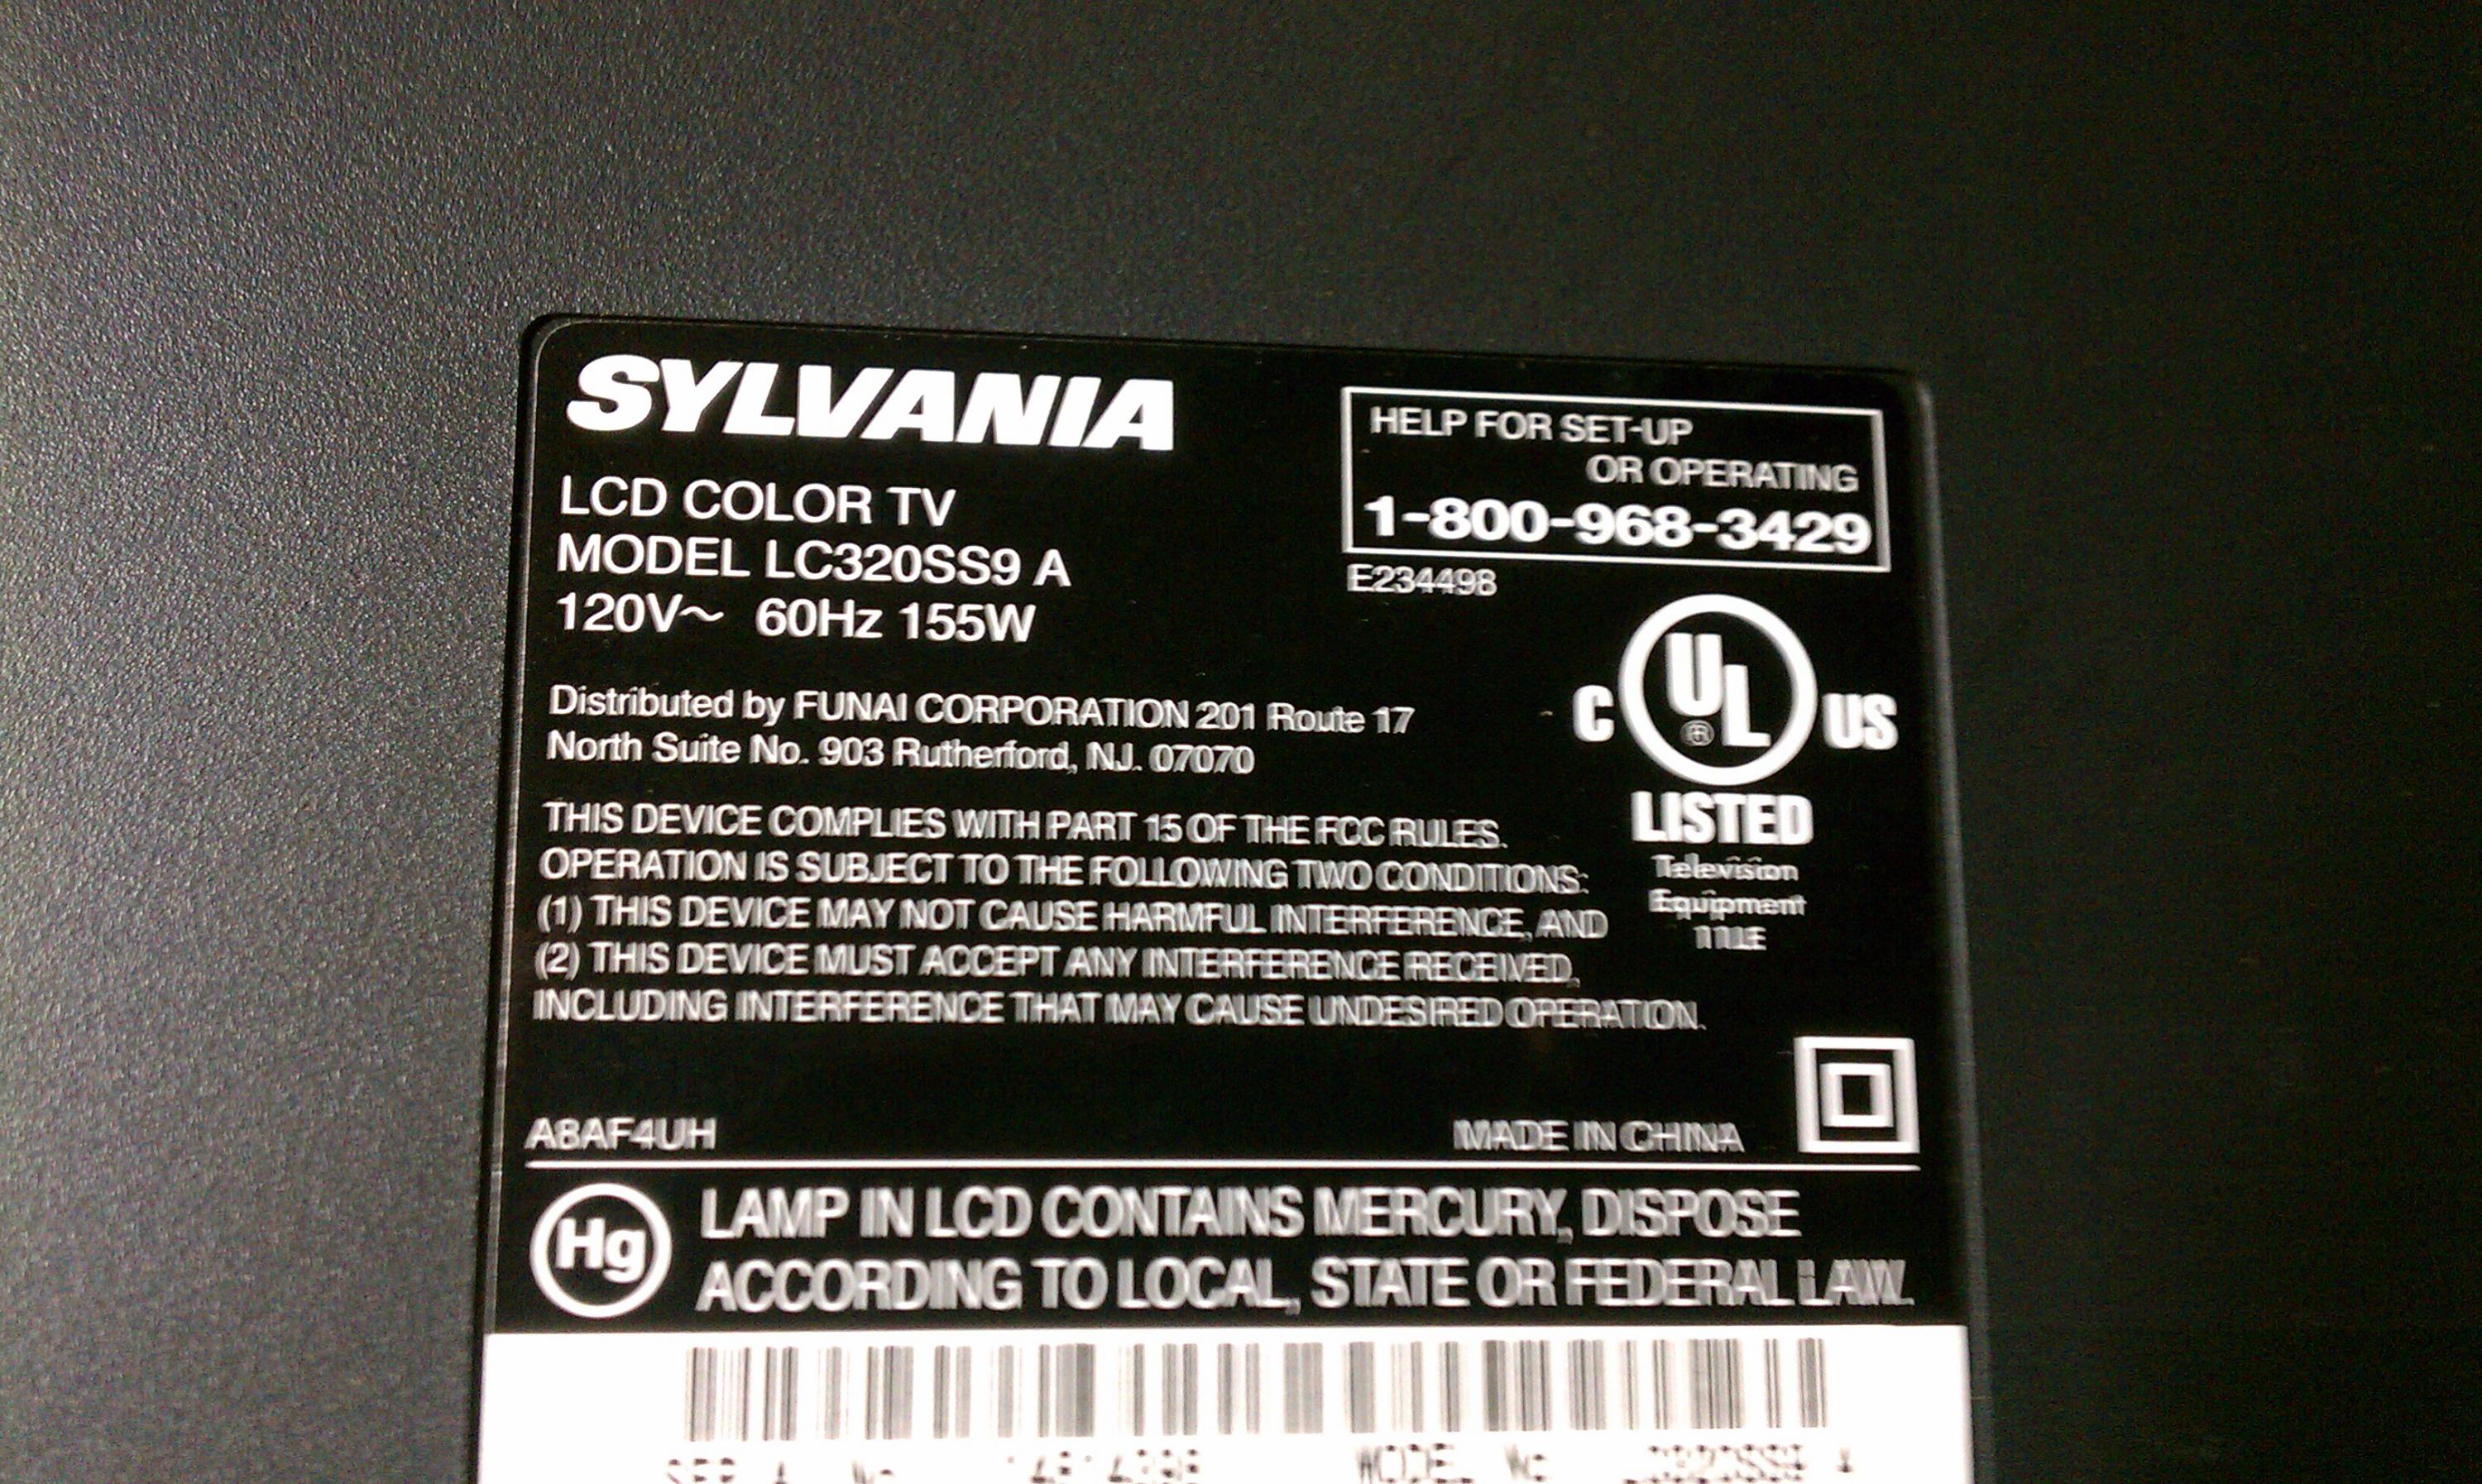 SYLVANIA
LCD COLOR TV
MODEL LC320SS9 A
120V~ 60Hz 155W
HELP FOR SET-UP
OR OPERATING
1-800-968-3429
E234498
C UL US
®
LISTED
Television
Equipment
11LE
Distributed by FUNAI CORPORATION 201 Route 17
North Suite No. 903 Rutherford, NJ. 07070
THIS DEVICE COMPLIES WITH PART 15 OF THE FCC RULES.
OPERATION IS SUBJECT TO THE FOLLOWING TWO CONDITIONS:
(1) THIS DEVICE MAY NOT CAUSE HARMFUL INTERFERENCE, AND
(2) THIS DEVICE MUST ACCEPT ANY INTERFERENCE RECEIVED,
INCLUDING INTERFERENCE THAT MAY CAUSE UNDESIRED OPERATION.
A8AF4UH MADE IN CHINA
Hg
LAMP IN LCD CONTAINS MERCURY, DISPOSE
ACCORDING TO LOCAL, STATE OR FEDERAL LAW.
MODEL No